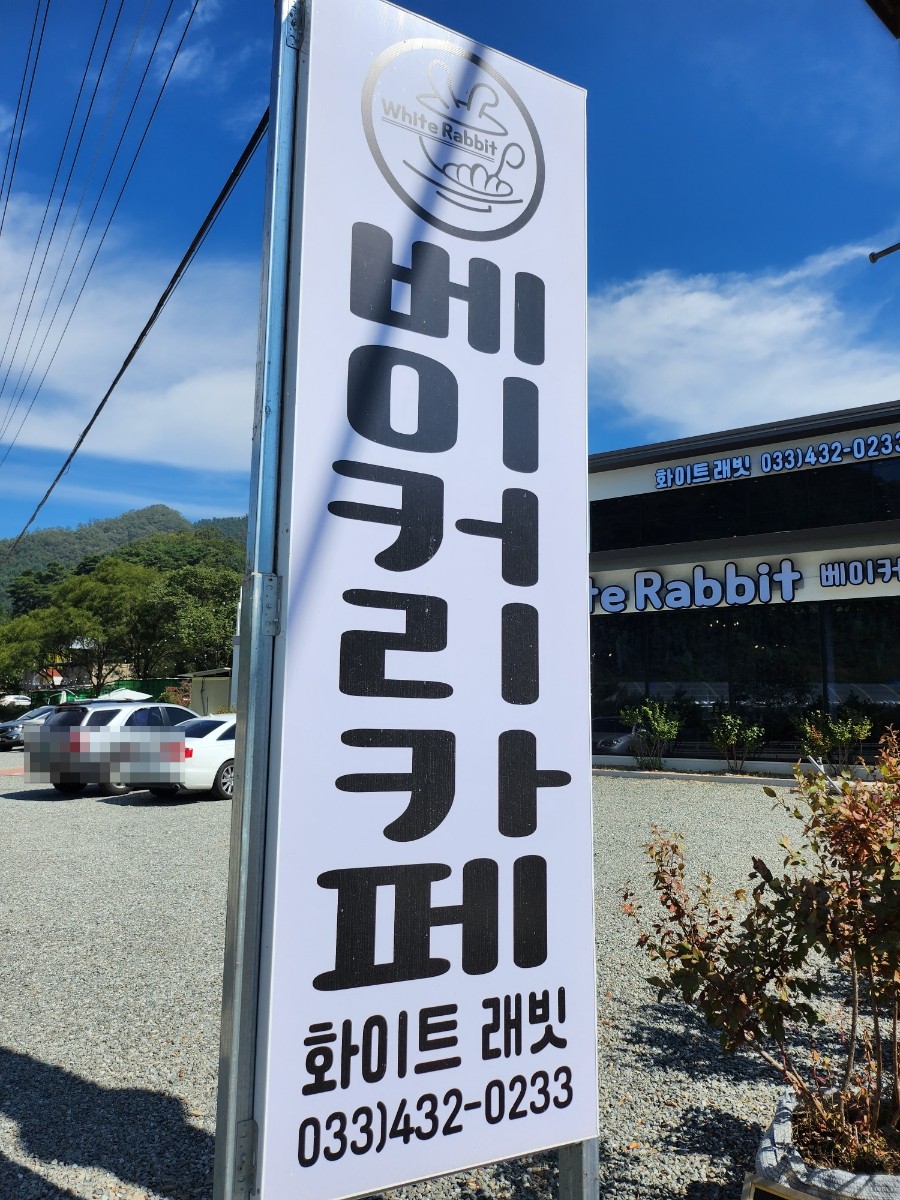 White Rabbit
베이커리카페
화이트 래빗
033)432-0233
화이트 래빗 033)432-0233
te Rabbit 베이커